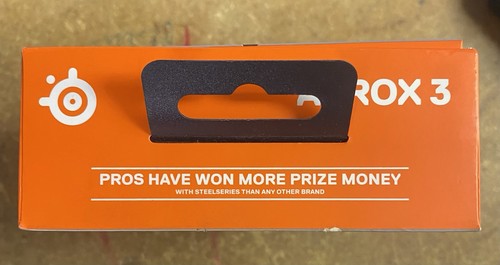 ROX 3
PROS HAVE WON MORE PRIZE MONEY
WITH STEELSERIES THAN ANY OTHER BRAND